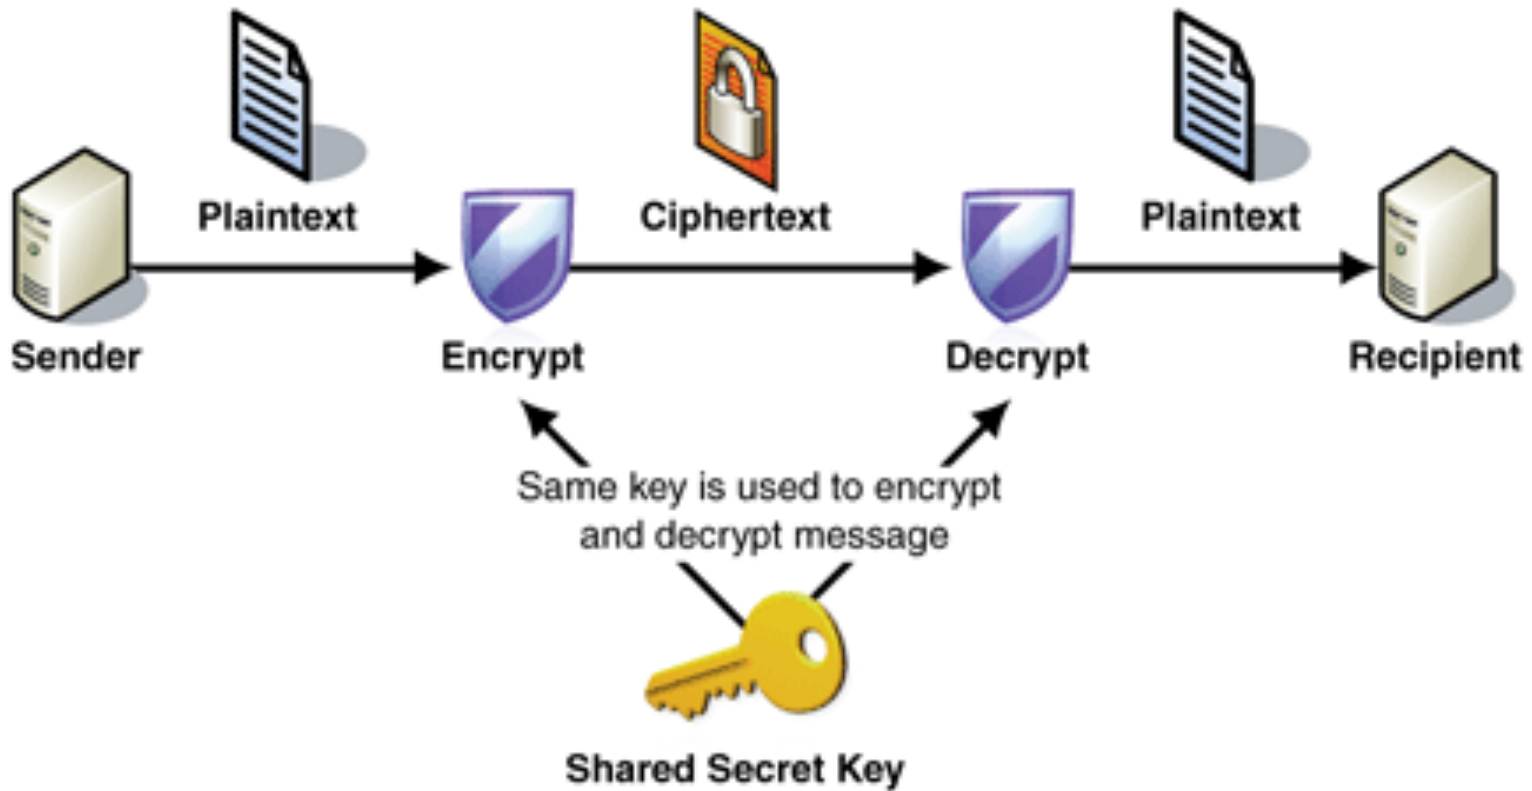 Plaintext
Ciphertext
Plaintext
Sender
Encrypt
Decrypt
Recipient
Same key is used to encrypt
and decrypt message
Shared Secret Key